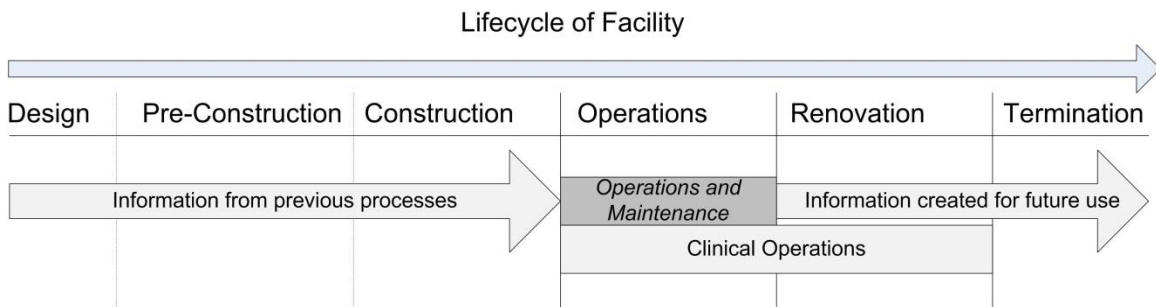 Lifecycle of Facility
Design Pre-Construction Construction Operations Renovation Termination
Information from previous processes
Operations and
Maintenance
Information created for future use
Clinical Operations